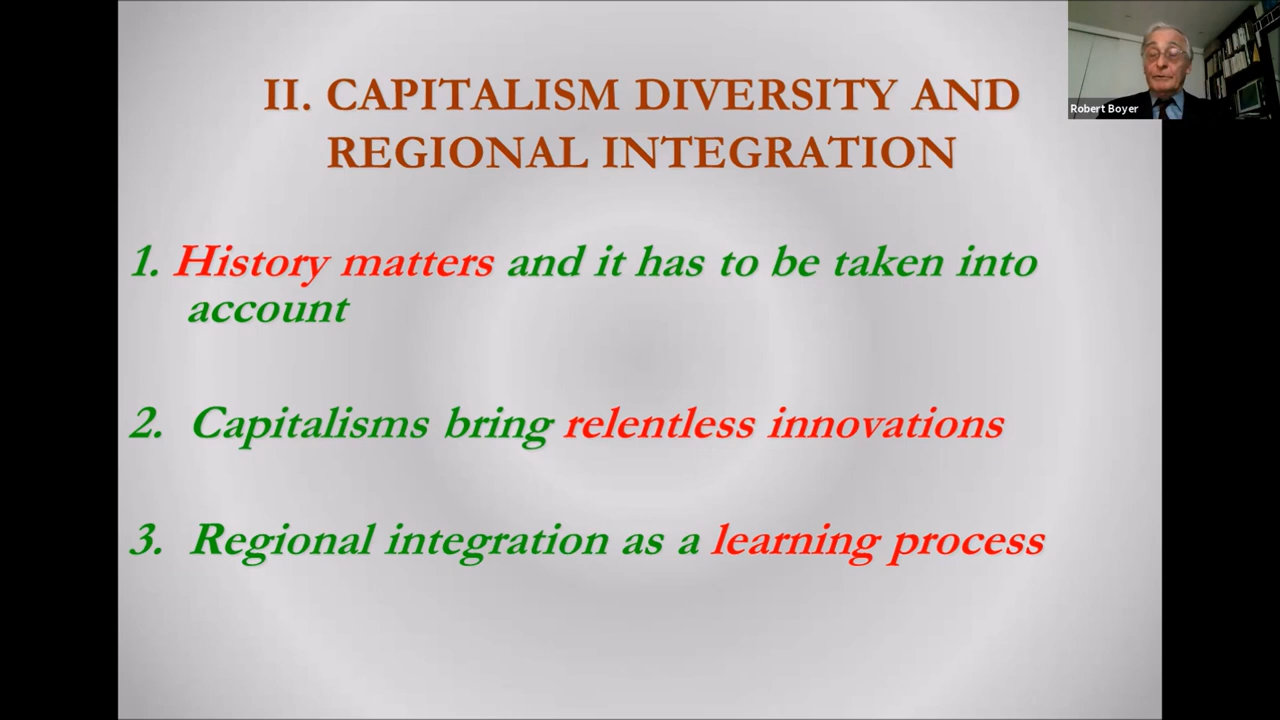 II. CAPITALISM DIVERSITY AND
REGIONAL INTEGRATION
Robert Boyer
1. History matters and it has to be taken into
account
2. Capitalisms bring relentless innovations
3. Regional integration as a learning process